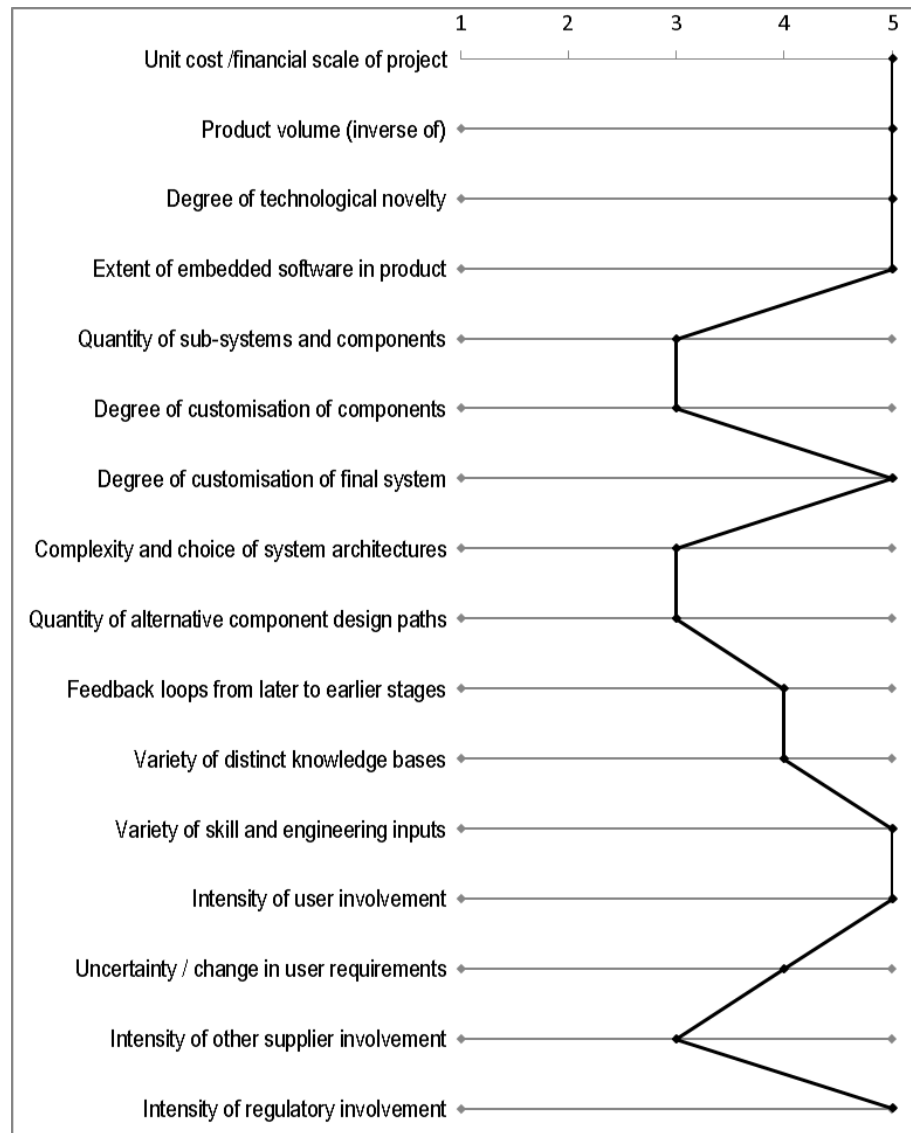 1 2 3 4 5
Unit cost /financial scale of project
Product volume (inverse of)
Degree of technological novelty
Extent of embedded software in product
Quantity of sub-systems and components
Degree of customisation of components
Degree of customisation of final system
Complexity and choice of system architectures
Quantity of alternative component design paths
Feedback loops from later to earlier stages
Variety of distinct knowledge bases
Variety of skill and engineering inputs
Intensity of user involvement
Uncertainty / change in user requirements
Intensity of other supplier involvement
Intensity of regulatory involvement